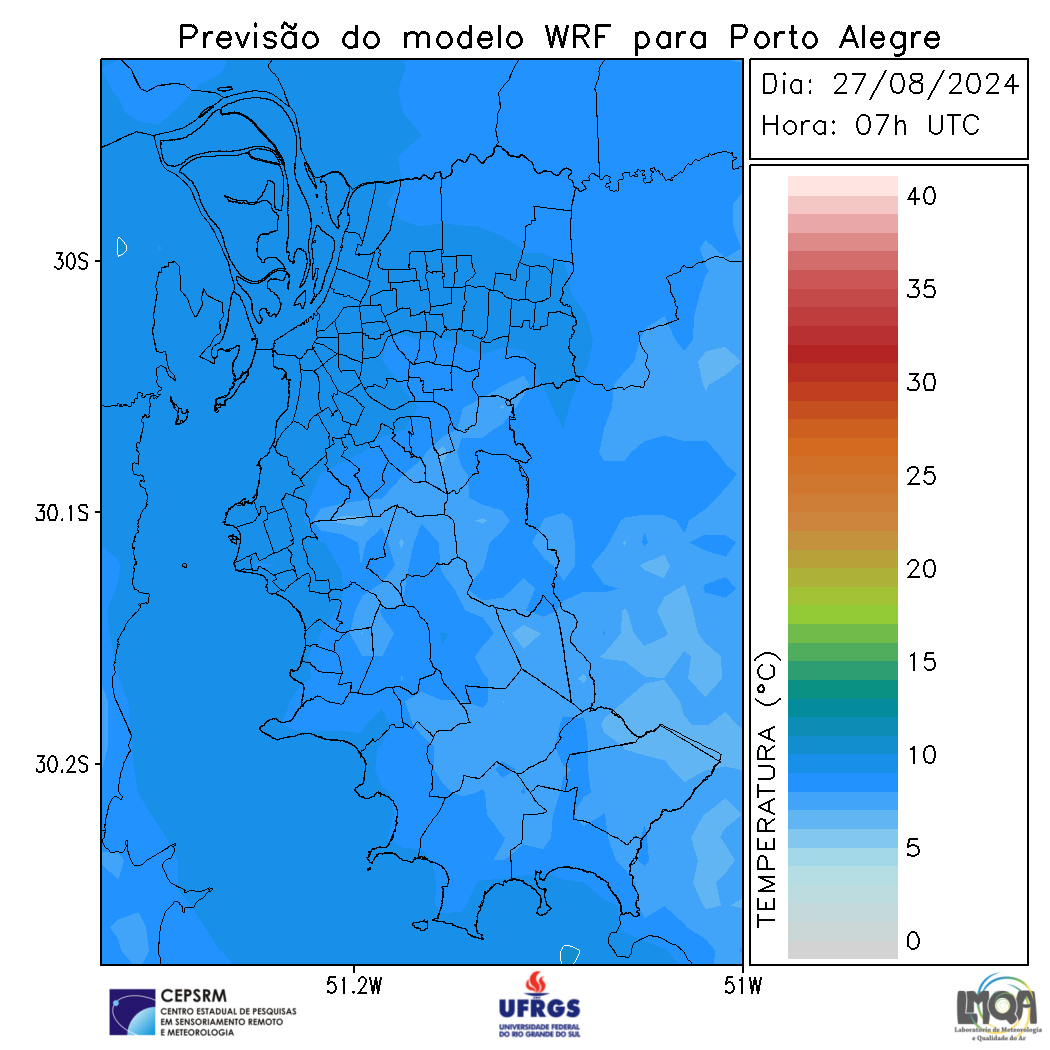 Previsão do modelo WRF para Porto Alegre
Dia: 27/08/2024
Hora: 07h UTC
40
35
30
25
20
15
10
5
0
TEMPERATURA (°C)
30S
30.1S
30.2S
51.2W
51W
CEPSRM
CENTRO ESTADUAL DE PESQUISAS
EM SENSORIAMENTO REMOTO
E METEOROLOGIA
UFRGS
UNIVERSIDADE FEDERAL
DO RIO GRANDE DO SUL
LMQA
Laboratório de Meteorologia
e Qualidade do Ar